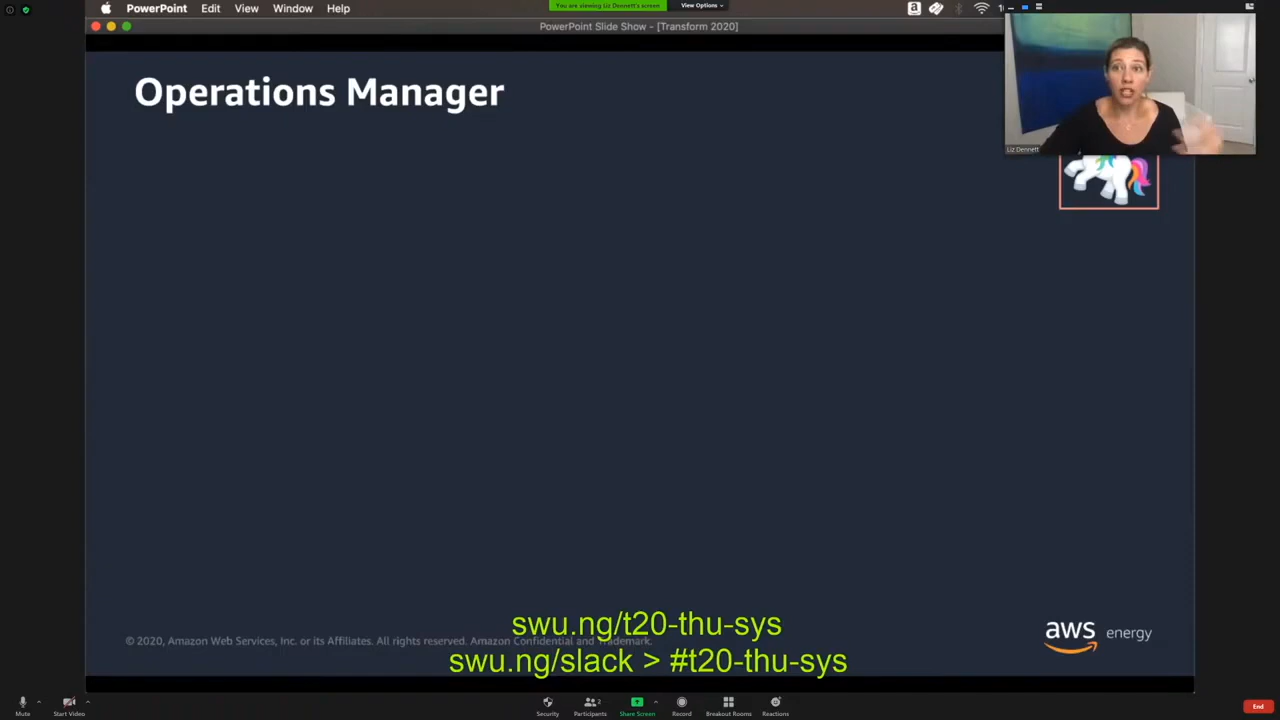 You are viewing Liz Dennett's screen
View Options
PowerPoint
Edit
View
Window
Help
PowerPoint Slide Show - [Transform 2020]
Operations Manager
Liz Dennett
swu.ng/t20-thu-sys
© 2020, Amazon Web Services, Inc. or its Affiliates. All rights reserved. Amazon Confidential and Trademark.
swu.ng/slack > #t20-thu-sys
aws energy
Mute
Start Video
Security
Participants
2
Share Screen
Record
Breakout Rooms
Reactions
End